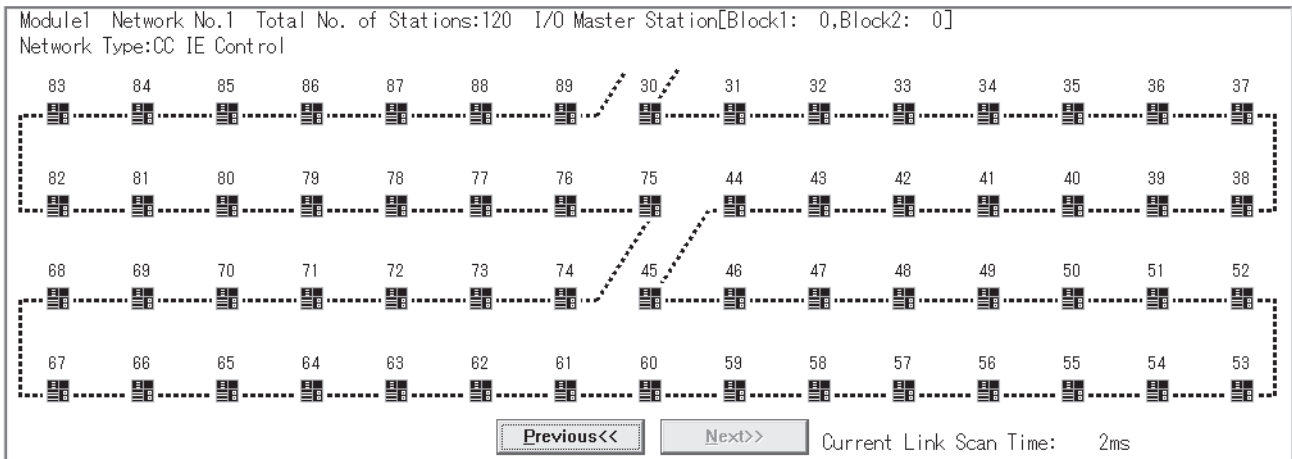 Module1 Network No.1 Total No. of Stations:120 I/O Master Station[Block1: 0,Block2: 0]
Network Type:CC IE Control
83 84 85 86 87 88 89 30 31 32 33 34 35 36 37
82 81 80 79 78 77 76 75 44 43 42 41 40 39 38
68 69 70 71 72 73 74 45 46 47 48 49 50 51 52
67 66 65 64 63 62 61 60 59 58 57 56 55 54 53
Previous<< Next>> Current Link Scan Time: 2ms